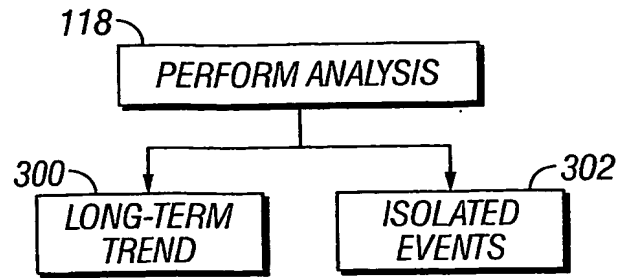 118
PERFORM ANALYSIS
300
LONG-TERM
TREND
302
ISOLATED
EVENTS